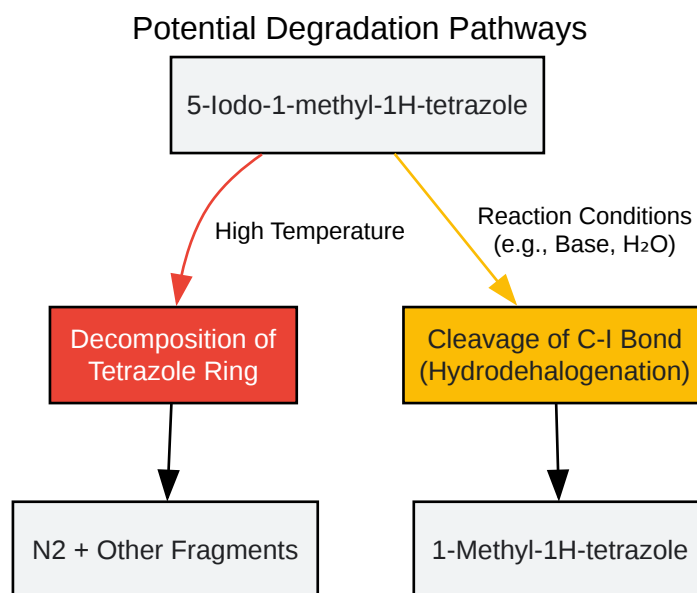 Potential Degradation Pathways
5-Iodo-1-methyl-1H-tetrazole
High Temperature
Reaction Conditions
(e.g., Base, H₂O)
Decomposition of
Tetrazole Ring
Cleavage of C-I Bond
(Hydrodehalogenation)
N2 + Other Fragments
1-Methyl-1H-tetrazole